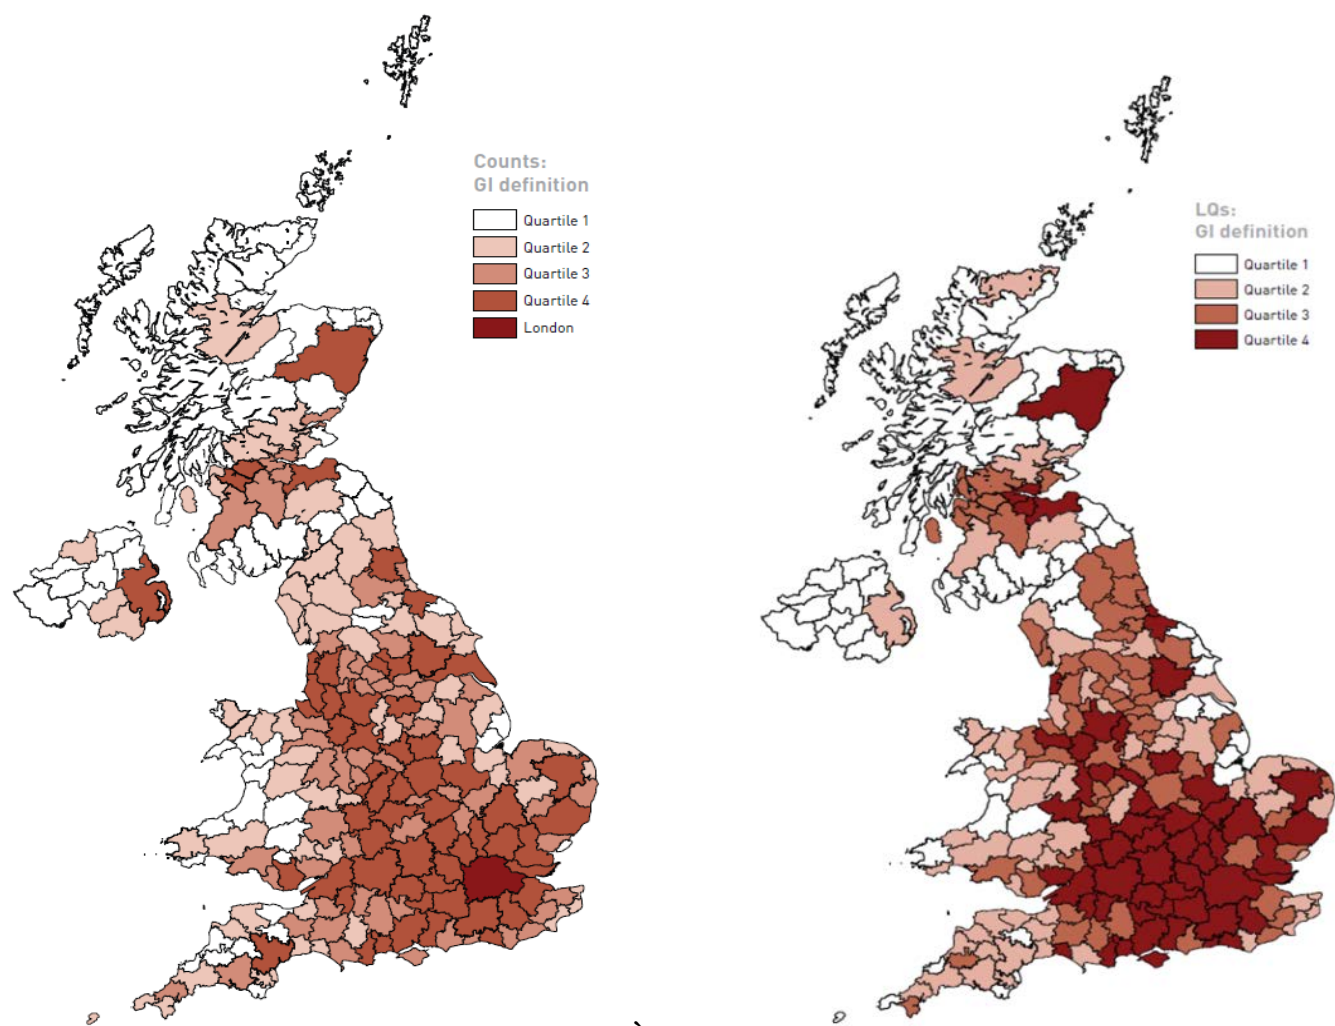 Counts:
GI definition
Quartile 1
Quartile 2
Quartile 3
Quartile 4
London
LQs:
GI definition
Quartile 1
Quartile 2
Quartile 3
Quartile 4